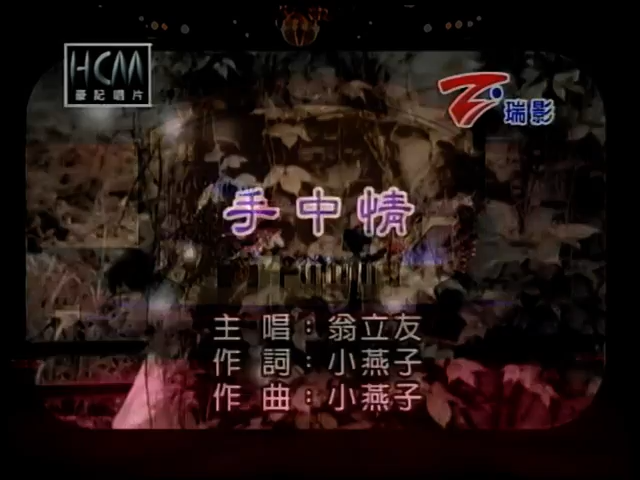 HCM
豪記唱片
瑞影
手中情
主唱：翁立友
作詞：小燕子
作曲：小燕子